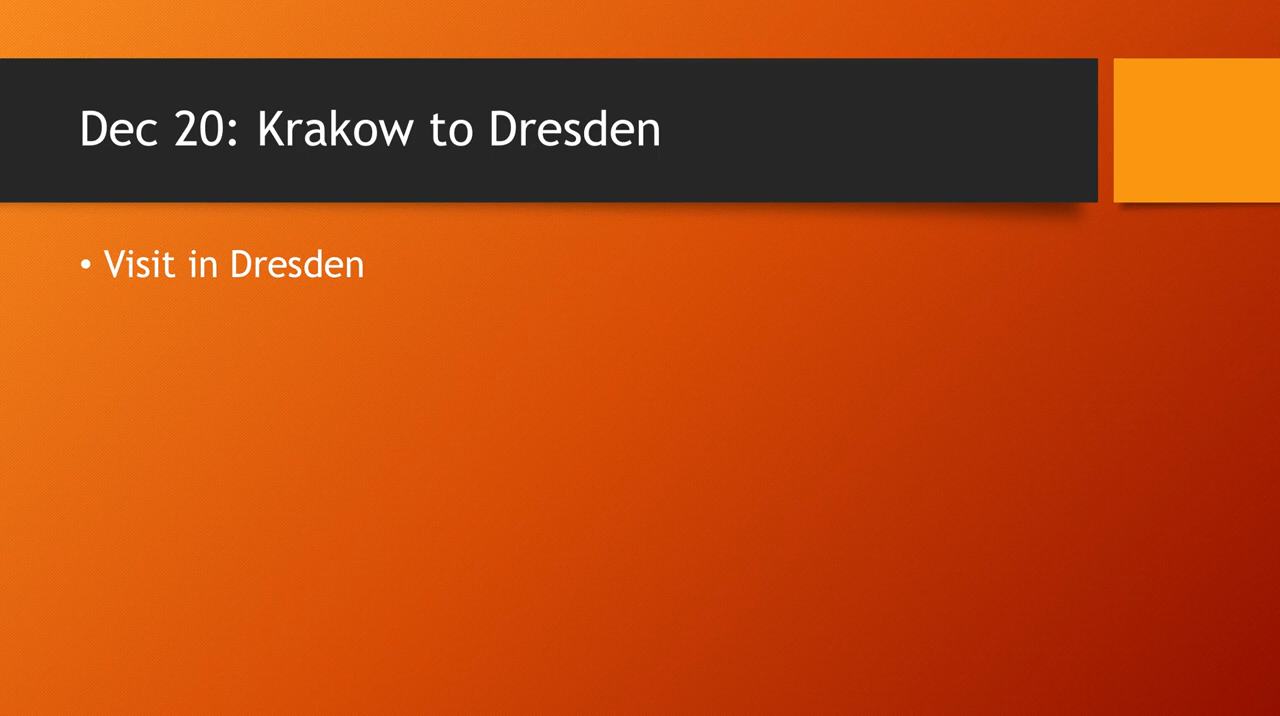 Dec 20: Krakow to Dresden
• Visit in Dresden